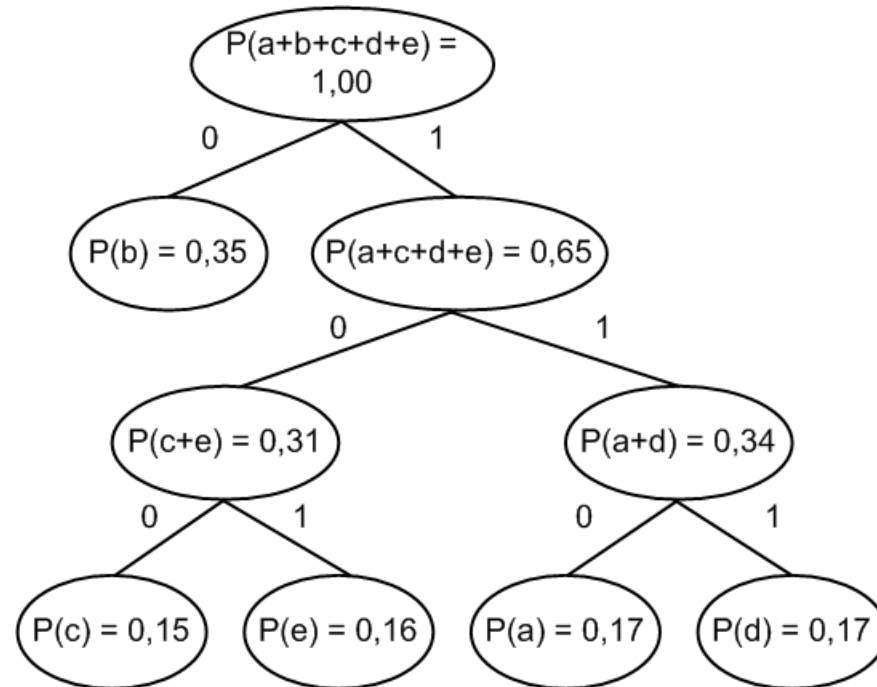 P(a+b+c+d+e) =
1,00
0
1
P(b) = 0,35
P(a+c+d+e) = 0,65
0
1
P(c+e) = 0,31
P(a+d) = 0,34
0
1
0
1
P(c) = 0,15
P(e) = 0,16
P(a) = 0,17
P(d) = 0,17